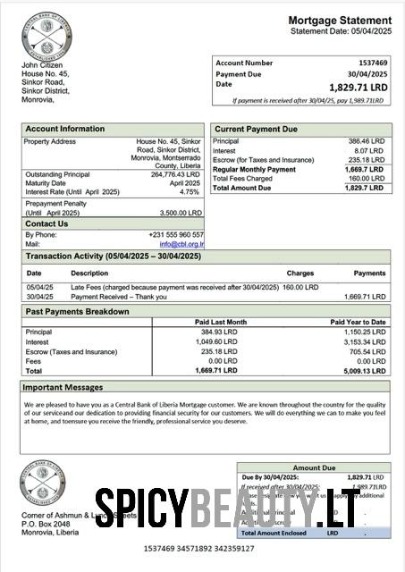 Mortgage Statement
Statement Date: 05/04/2025
John Citizen
House No. 45,
Sinkor Road,
Sinkor District,
Monrovia,
Account Number 1537469
Payment Due 30/04/2025
Date 1,829.71 LRD
If payment is received after 30/04/25, pay 1,989.71LRD
Account Information
Property Address House No. 45, Sinkor
Road, Sinkor District,
Monrovia, Montserrado
County, Liberia
Outstanding Principal 264,776.43 LRD
Maturity Date April 2025
Interest Rate (Until April 2025) 4.75%
Prepayment Penalty
(Until April 2025) 3,500.00 LRD
Contact Us
By Phone: +231 555 960 557
Mail: info@cbl.org.lr
Current Payment Due
Principal 386.46 LRD
Interest 8.07 LRD
Escrow (for Taxes and Insurance) 235.18 LRD
Regular Monthly Payment 1,669.7 LRD
Total Fees Charged 160.00 LRD
Total Amount Due 1,829.7 LRD
Transaction Activity (05/04/2025 – 30/04/2025)
Date Description Charges Payments
05/04/25 Late Fees (charged because payment was received after 30/04/2025) 160.00 LRD
30/04/25 Payment Received – Thank you 1,669.71 LRD
Past Payments Breakdown
Paid Last Month Paid Year to Date
Principal 384.93 LRD 1,150.25 LRD
Interest 1,049.60 LRD 3,153.34 LRD
Escrow (Taxes and Insurance) 235.18 LRD 705.54 LRD
Fees 0.00 LRD 0.00 LRD
Total 1,669.71 LRD 5,009.13 LRD
Important Messages
We are pleased to have you as a Central Bank of Liberia Mortgage customer. We are known throughout the country for the quality
of our serviceand our dedication to providing financial security for our customers. We will do everything we can to make you feel
at home, and toensure you receive the friendly, professional service you deserve.
Amount Due
Due By 30/04/2025: 1,829.71 LRD
If received after 30/04/2025: 1,989.71LRD
SPICYBEAUTY.LT
Corner of Ashmun &
P.O. Box 2048
Monrovia, Liberia
Total Amount Enclosed LRD .
1537469 34571892 342359127